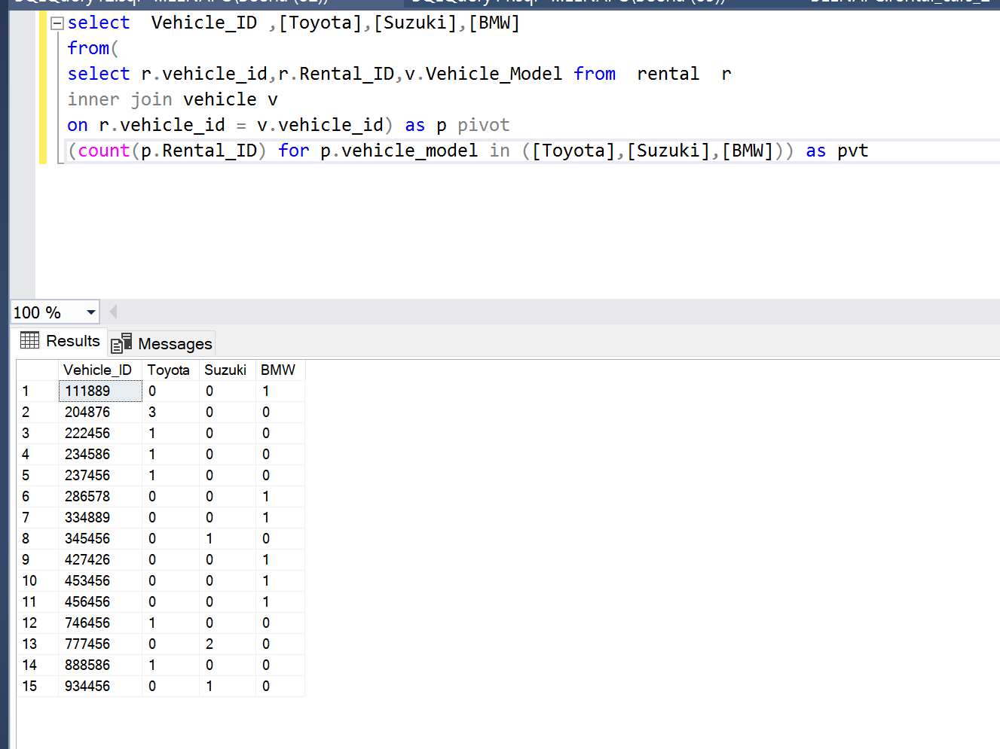 select  Vehicle_ID ,[Toyota],[Suzuki],[BMW]
from(
select r.vehicle_id,r.Rental_ID,v.Vehicle_Model from  rental  r
inner join vehicle v
on r.vehicle_id = v.vehicle_id) as p pivot
(count(p.Rental_ID) for p.vehicle_model in ([Toyota],[Suzuki],[BMW])) as pvt
100 %
Results Messages
Vehicle_ID Toyota Suzuki BMW
1 111889 0 0 1
2 204876 3 0 0
3 222456 1 0 0
4 234586 1 0 0
5 237456 1 0 0
6 286578 0 0 1
7 334889 0 0 1
8 345456 0 1 0
9 427426 0 0 1
10 453456 0 0 1
11 456456 0 0 1
12 746456 1 0 0
13 777456 0 2 0
14 888586 1 0 0
15 934456 0 1 0